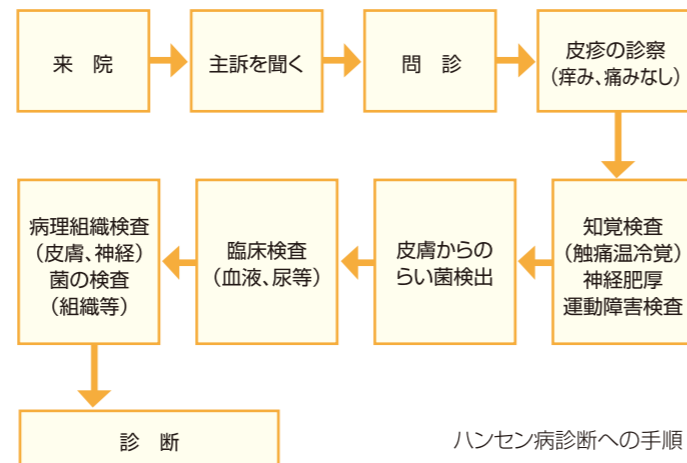 来 院
主訴を聞く
問 診
皮疹の診察
（痒み、痛みなし）
知覚検査
（触痛温冷覚）
神経肥厚
運動障害検査
皮膚からの
らい菌検出
臨床検査
（血液、尿等）
病理組織検査
（皮膚、神経）
菌の検査
（組織等）
診 断
ハンセン病診断への手順